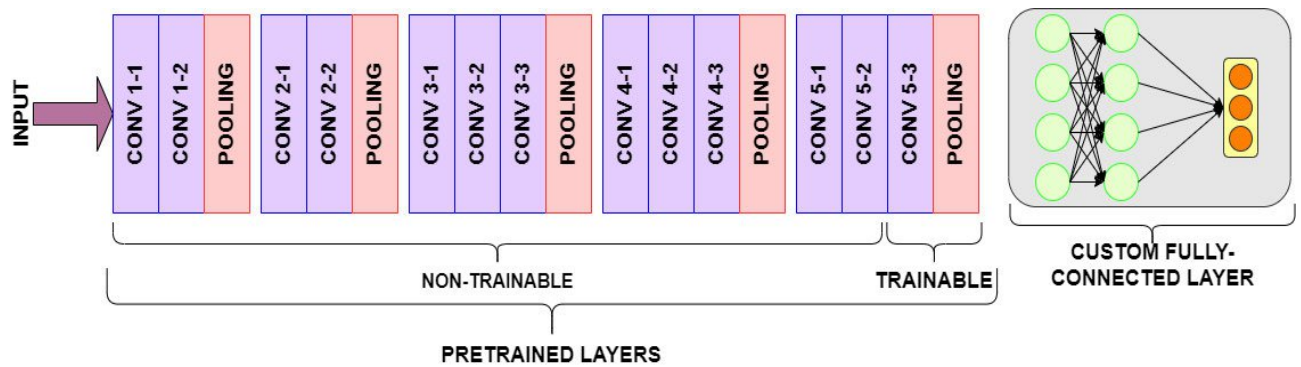 INPUT
CONV 1-1
CONV 1-2
POOLING
CONV 2-1
CONV 2-2
POOLING
CONV 3-1
CONV 3-2
CONV 3-3
POOLING
CONV 4-1
CONV 4-2
CONV 4-3
POOLING
CONV 5-1
CONV 5-2
CONV 5-3
POOLING
NON-TRAINABLE
TRAINABLE
CUSTOM FULLY-
CONNECTED LAYER
PRETRAINED LAYERS